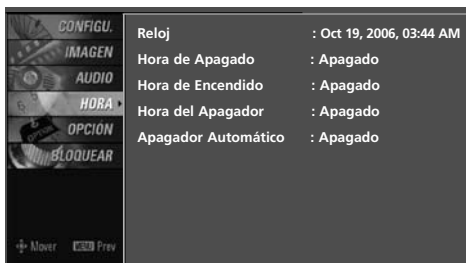 CONFIGU.
IMAGEN
AUDIO
HORA
OPCIÓN
BLOQUEAR
Mover MENU Prev
Reloj : Oct 19, 2006, 03:44 AM
Hora de Apagado : Apagado
Hora de Encendido : Apagado
Hora del Apagador : Apagado
Apagador Automático : Apagado